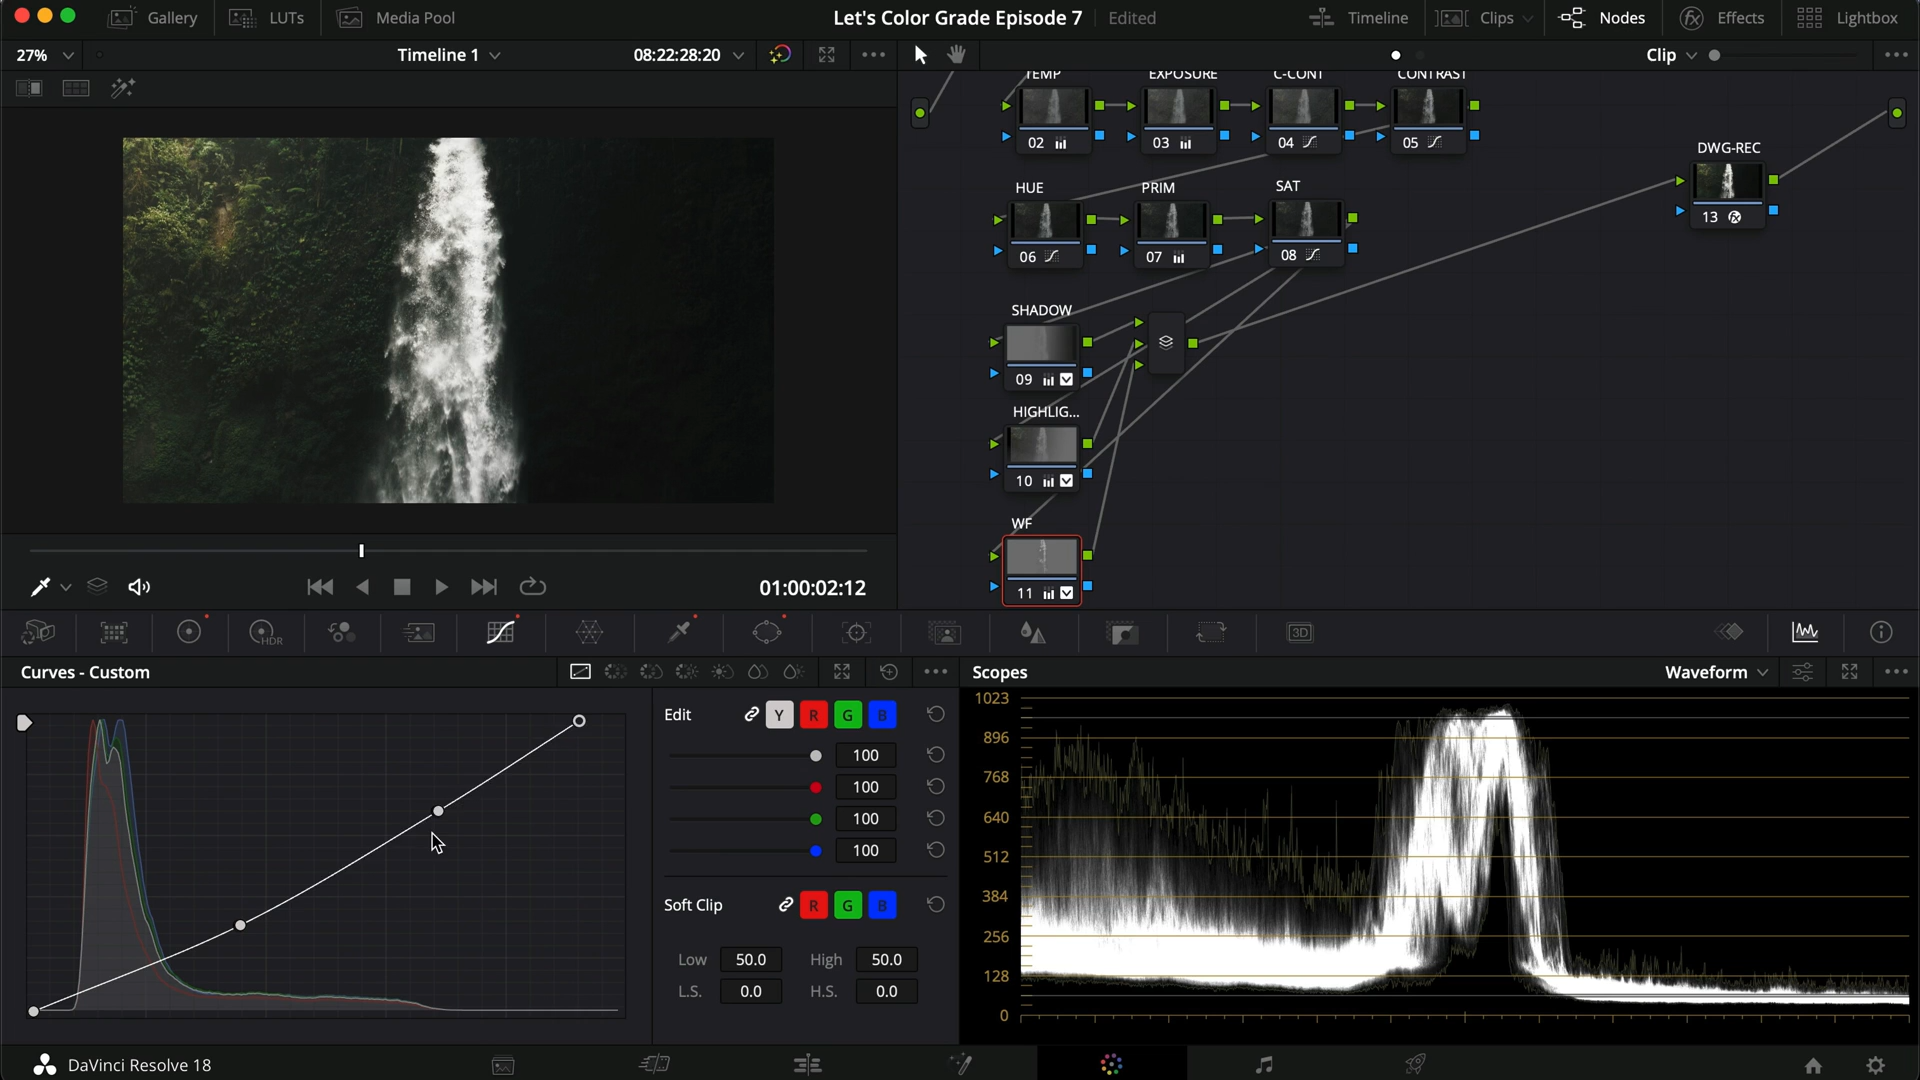 Gallery
LUTs
Media Pool
Let's Color Grade Episode 7
Edited
Timeline
Clips
Nodes
Effects
Lightbox
27%
Timeline 1
08:22:28:20
Clip
TEMP
EXPOSURE
C-CONT
CONTRAST
02
03
04
05
DWG-REC
13
HUE
PRIM
SAT
06
07
08
SHADOW
09
HIGHLIG...
10
WF
11
01:00:02:12
HDR
3D
Curves - Custom
Edit
Y
R
G
B
100
100
100
100
Soft Clip
R
G
B
Low
50.0
High
50.0
L.S.
0.0
H.S.
0.0
Scopes
Waveform
1023
896
768
640
512
384
256
128
0
DaVinci Resolve 18